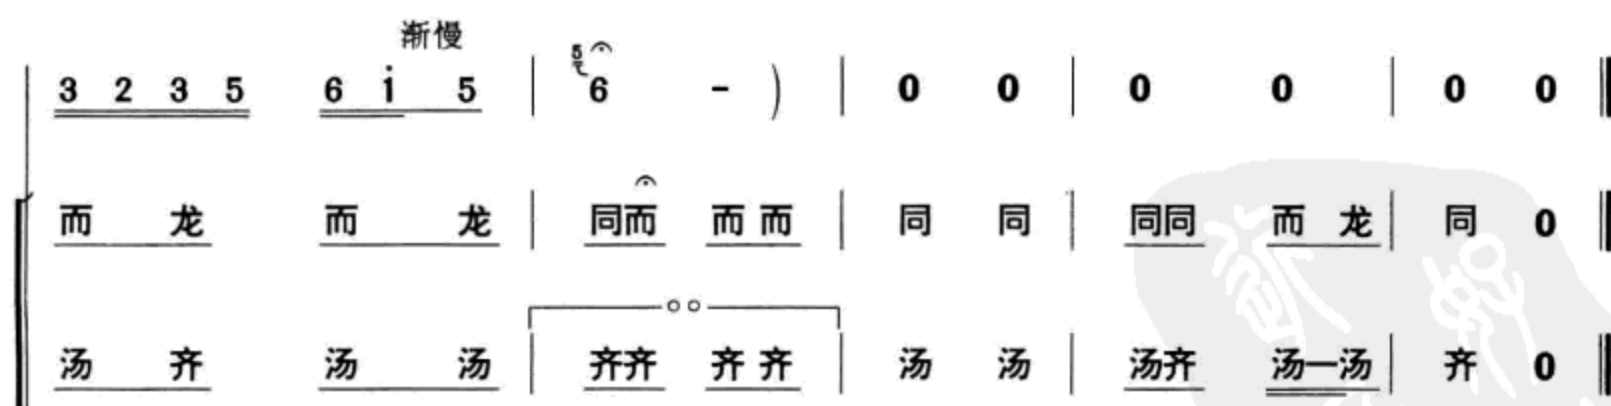 渐慢
3 2 3 5 6 i 5 | 5 6 - ) | 0 0 | 0 0 | 0 0
而 龙 而 龙 | 同而 而而 | 同 同 | 同同 而 龙 | 同 0
汤 齐 汤 汤 | 齐齐 齐齐 | 汤 汤 | 汤齐 汤一汤 | 齐 0